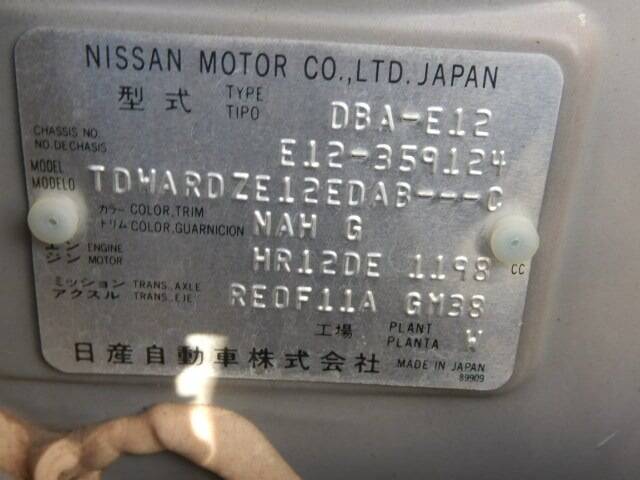 NISSAN MOTOR CO.,LTD. JAPAN
型式 TYPE TIPO DBA-E12
CHASSIS NO. NO.DECHASIS E12-359124
MODEL MODELO TDWARDZE12EDAB---C
カラー COLOR,TRIM
トリム COLOR,GUARNICION NAH G
エンジン ENGINE MOTOR HR12DE 1198 CC
ミッション TRANS.,AXLE
アクスル TRANS.,EJE RE0F11A GM38
工場 PLANT PLANTA W
日産自動車株式会社 MADE IN JAPAN
89909